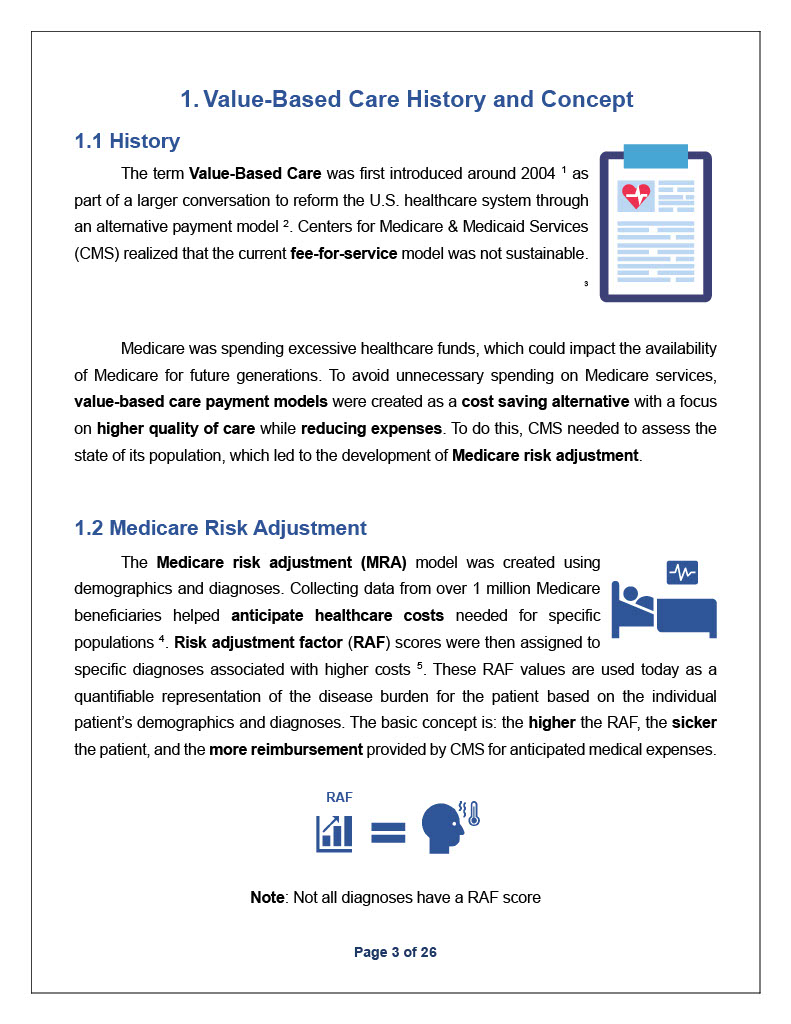 1. Value-Based Care History and Concept
1.1 History
The term Value-Based Care was first introduced around 2004 ¹ as
part of a larger conversation to reform the U.S. healthcare system through
an alternative payment model ². Centers for Medicare & Medicaid Services
(CMS) realized that the current fee-for-service model was not sustainable.
³
Medicare was spending excessive healthcare funds, which could impact the availability
of Medicare for future generations. To avoid unnecessary spending on Medicare services,
value-based care payment models were created as a cost saving alternative with a focus
on higher quality of care while reducing expenses. To do this, CMS needed to assess the
state of its population, which led to the development of Medicare risk adjustment.
1.2 Medicare Risk Adjustment
The Medicare risk adjustment (MRA) model was created using
demographics and diagnoses. Collecting data from over 1 million Medicare
beneficiaries helped anticipate healthcare costs needed for specific
populations ⁴. Risk adjustment factor (RAF) scores were then assigned to
specific diagnoses associated with higher costs ⁵. These RAF values are used today as a
quantifiable representation of the disease burden for the patient based on the individual
patient’s demographics and diagnoses. The basic concept is: the higher the RAF, the sicker
the patient, and the more reimbursement provided by CMS for anticipated medical expenses.
RAF
Note: Not all diagnoses have a RAF score
Page 3 of 26